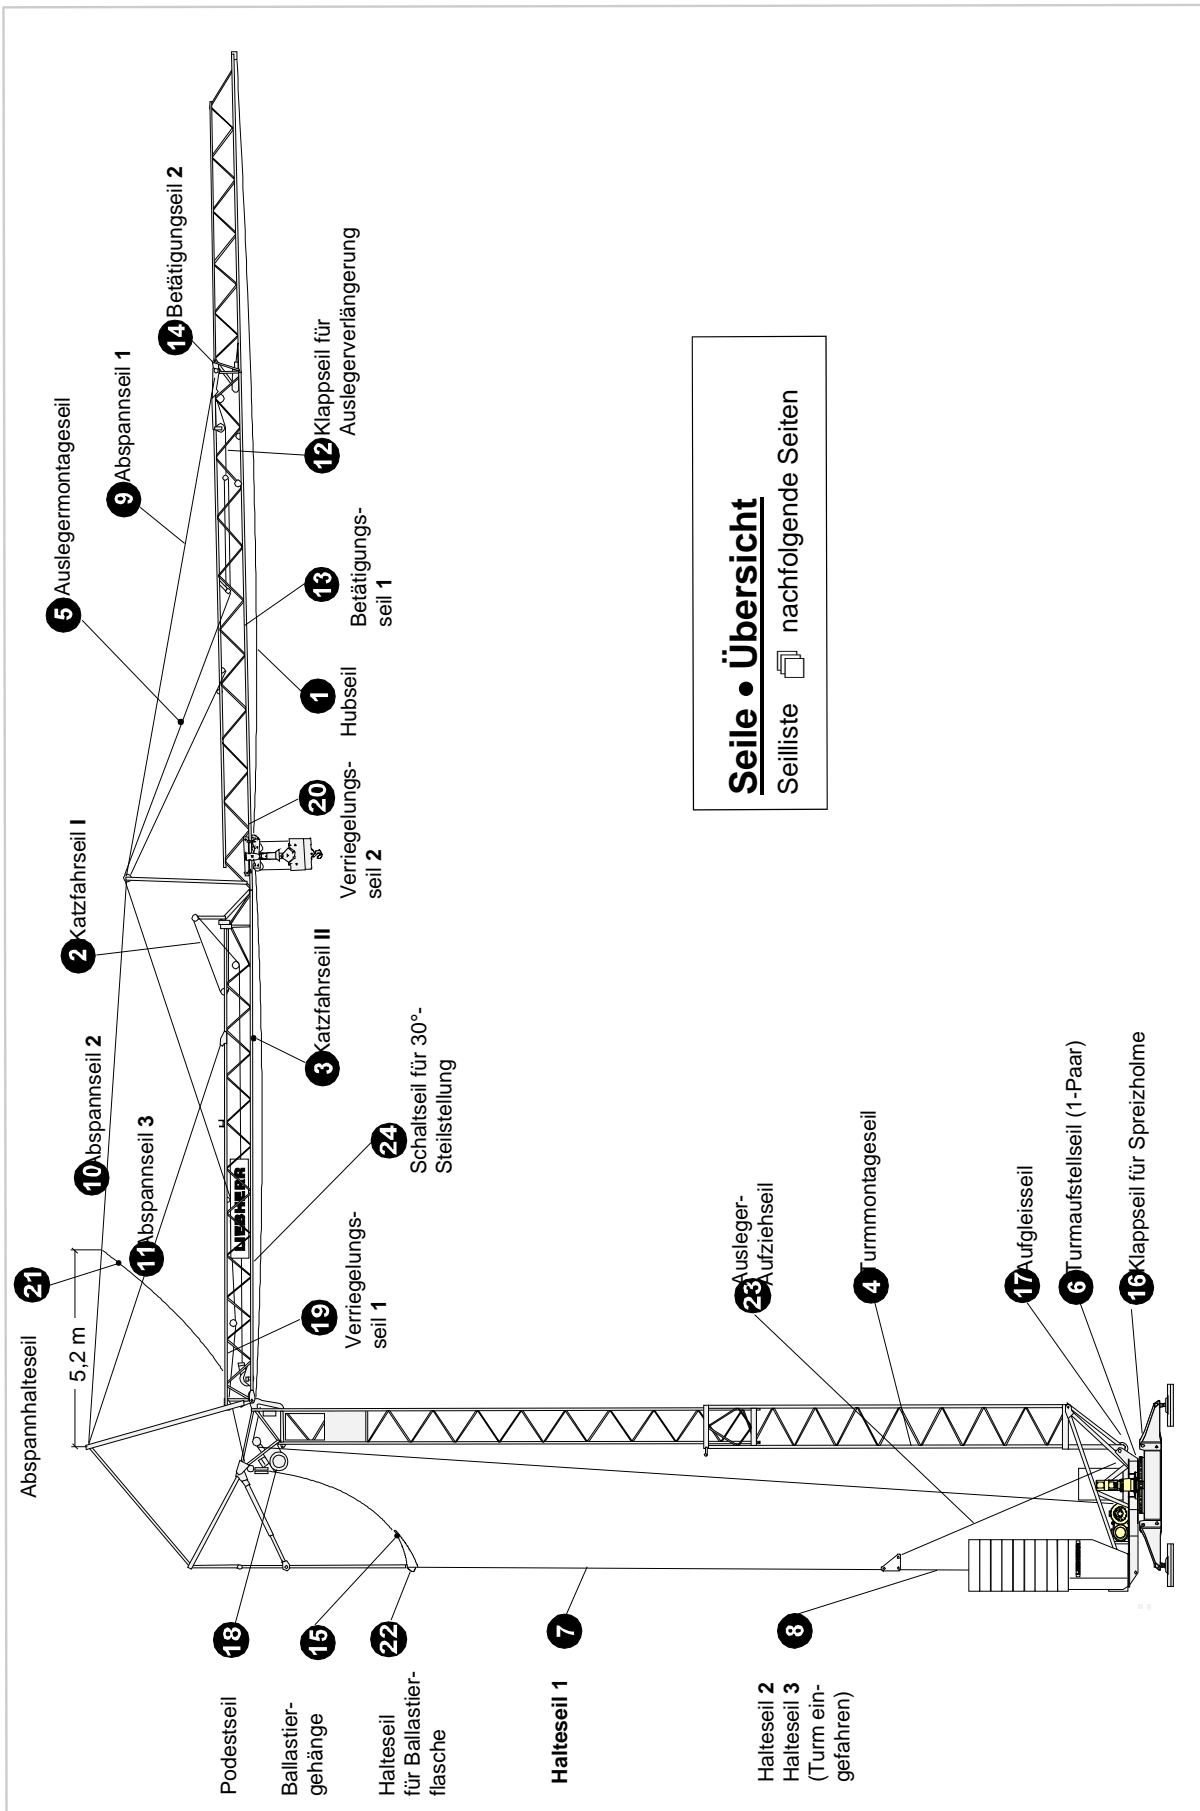 Abspannhalteseil
21
5,2 m
10 Abspannseil 2
11 Abspannseil 3
2 Katzfahrseil I
5 Auslegermontageseil
9 Abspannseil 1
14 Betätigungseil 2
12 Klappseil für
Auslegerverlängerung
13
Betätigungs-
seil 1
1
Hubseil
20
Verriegelungs-
seil 2
3 Katzfahrseil II
24
Schaltseil für 30°-
Steilstellung
19
Verriegelungs-
seil 1
LIEBHERR
18
Podestseil
15
Ballastier-
gehänge
22
Halteseil
für Ballastier-
flasche
7
Halteseil 1
8
Halteseil 2
Halteseil 3
(Turm ein-
gefahren)
23 Ausleger-
Aufziehseil
4 Turmmontageseil
17 Aufgleisseil
6 Turmaufstellseil (1-Paar)
16 Klappseil für Spreizholme
Seile • Übersicht
Seilliste nachfolgende Seiten